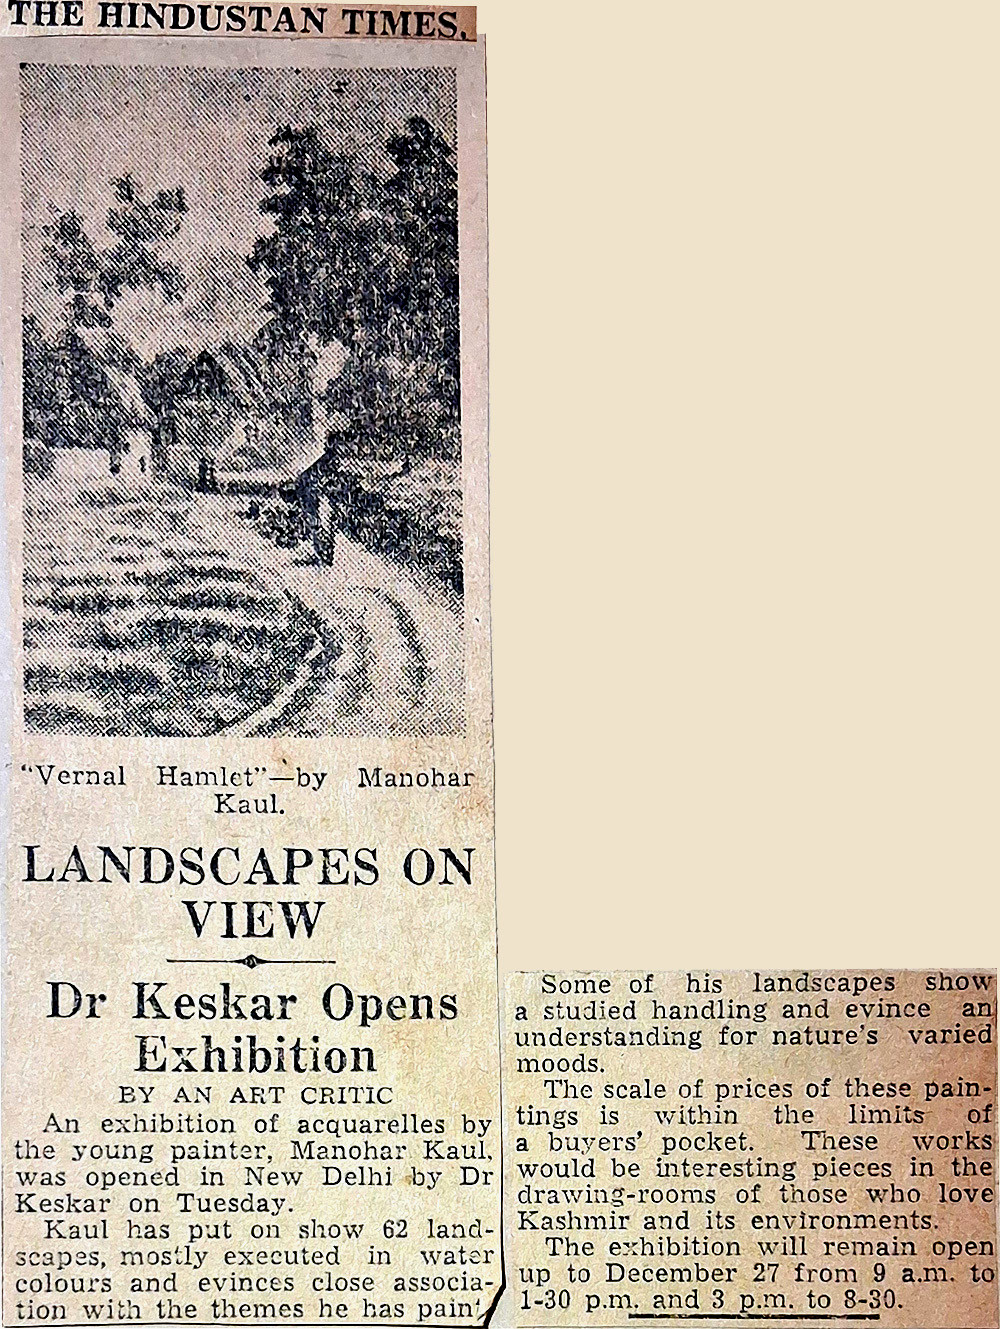 THE HINDUSTAN TIMES.
"Vernal Hamlet"—by Manohar
Kaul.
LANDSCAPES ON
VIEW
Dr Keskar Opens
Exhibition
BY AN ART CRITIC
An exhibition of acquarelles by
the young painter, Manohar Kaul,
was opened in New Delhi by Dr
Keskar on Tuesday.
Kaul has put on show 62 land-
scapes, mostly executed in water
colours and evinces close associa-
tion with the themes he has paint
Some of his landscapes show
a studied handling and evince an
understanding for nature's varied
moods.
The scale of prices of these pain-
tings is within the limits of
a buyers' pocket. These works
would be interesting pieces in the
drawing-rooms of those who love
Kashmir and its environments.
The exhibition will remain open
up to December 27 from 9 a.m. to
1-30 p.m. and 3 p.m. to 8-30.